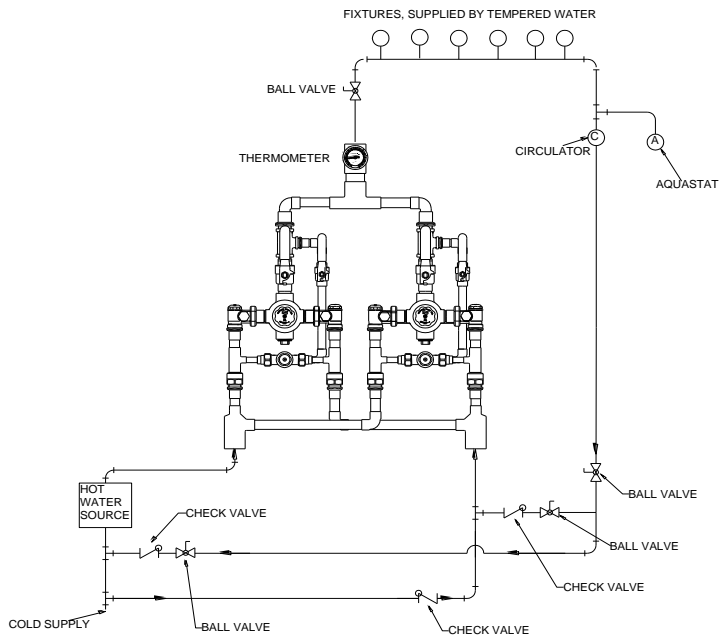 FIXTURES, SUPPLIED BY TEMPERED WATER
BALL VALVE
THERMOMETER
C
CIRCULATOR
A
AQUASTAT
HOT
WATER
SOURCE
CHECK VALVE
BALL VALVE
BALL VALVE
CHECK VALVE
COLD SUPPLY
BALL VALVE
CHECK VALVE